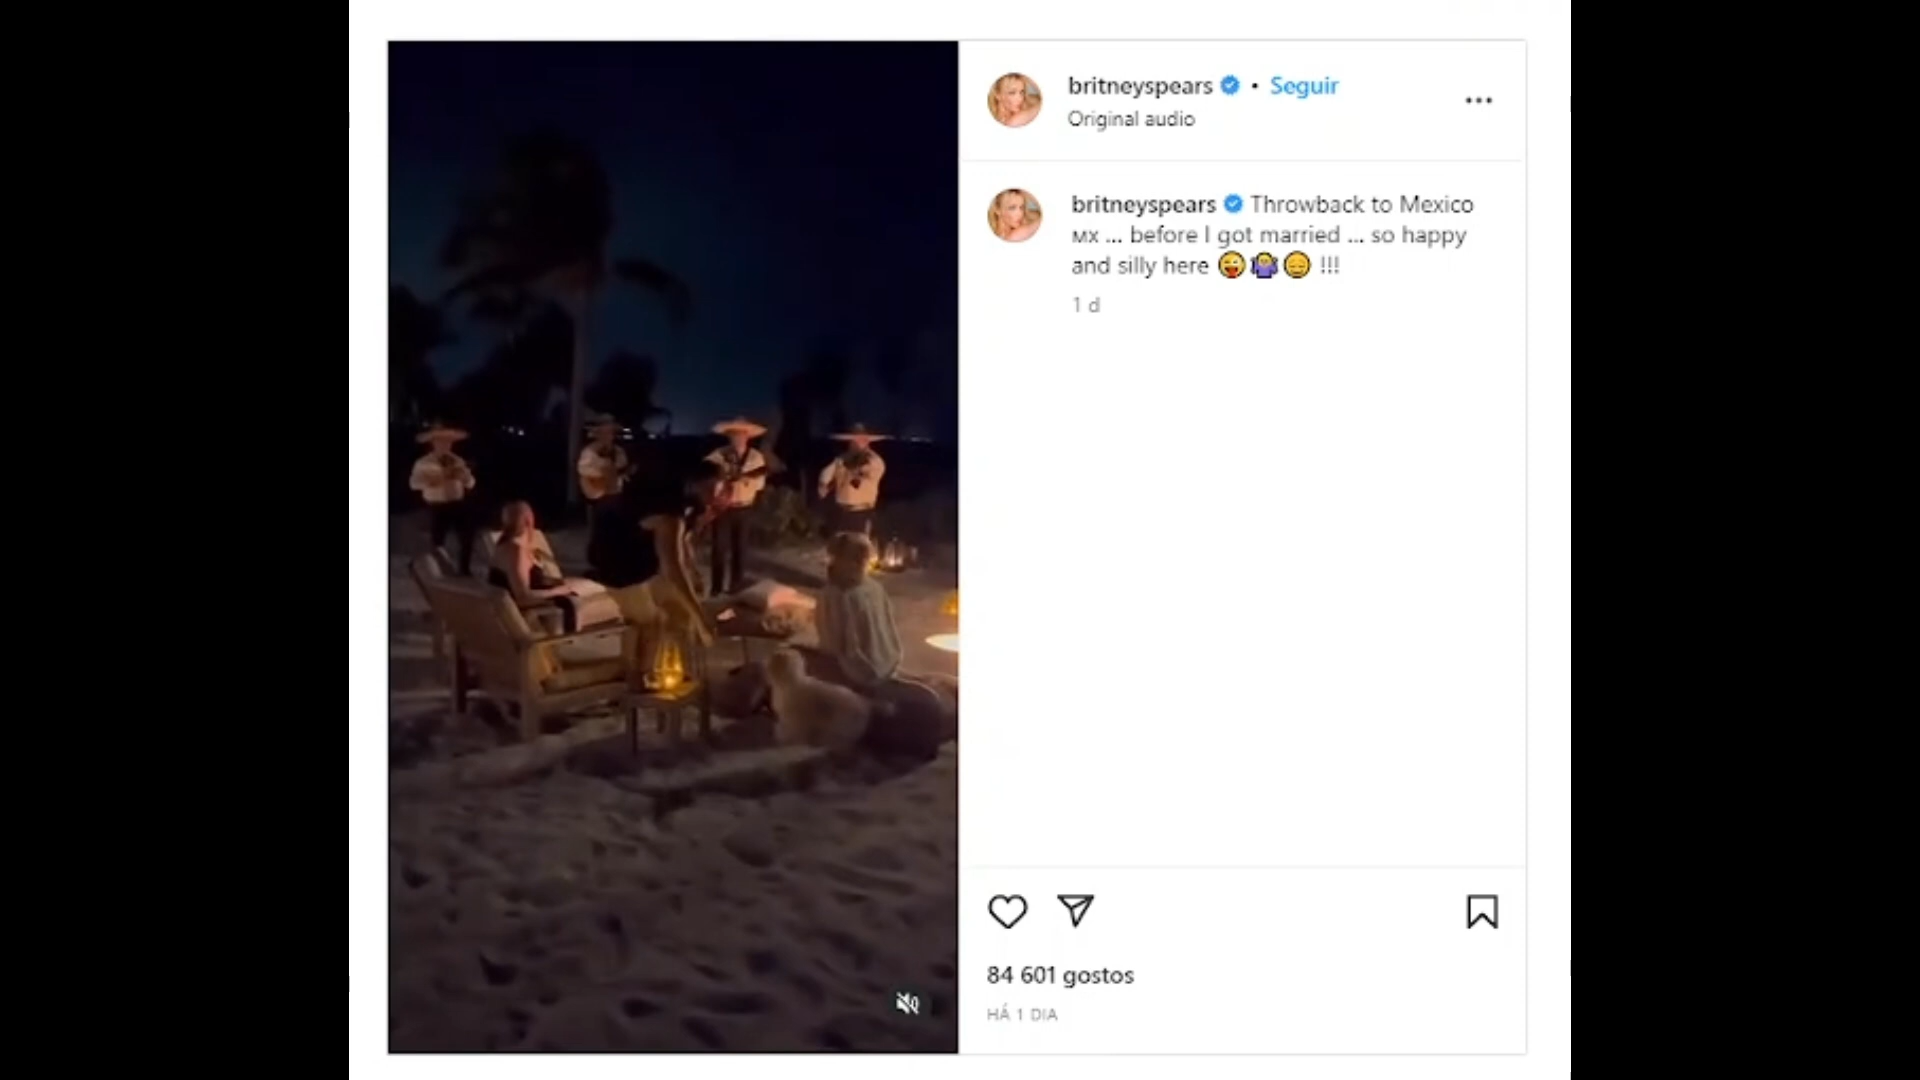 britneyspears • Seguir
Original audio
britneyspears Throwback to Mexico
MX ... before I got married ... so happy
and silly here 😜🤷‍♀️😑 !!!
1 d
84 601 gostos
HÁ 1 DIA